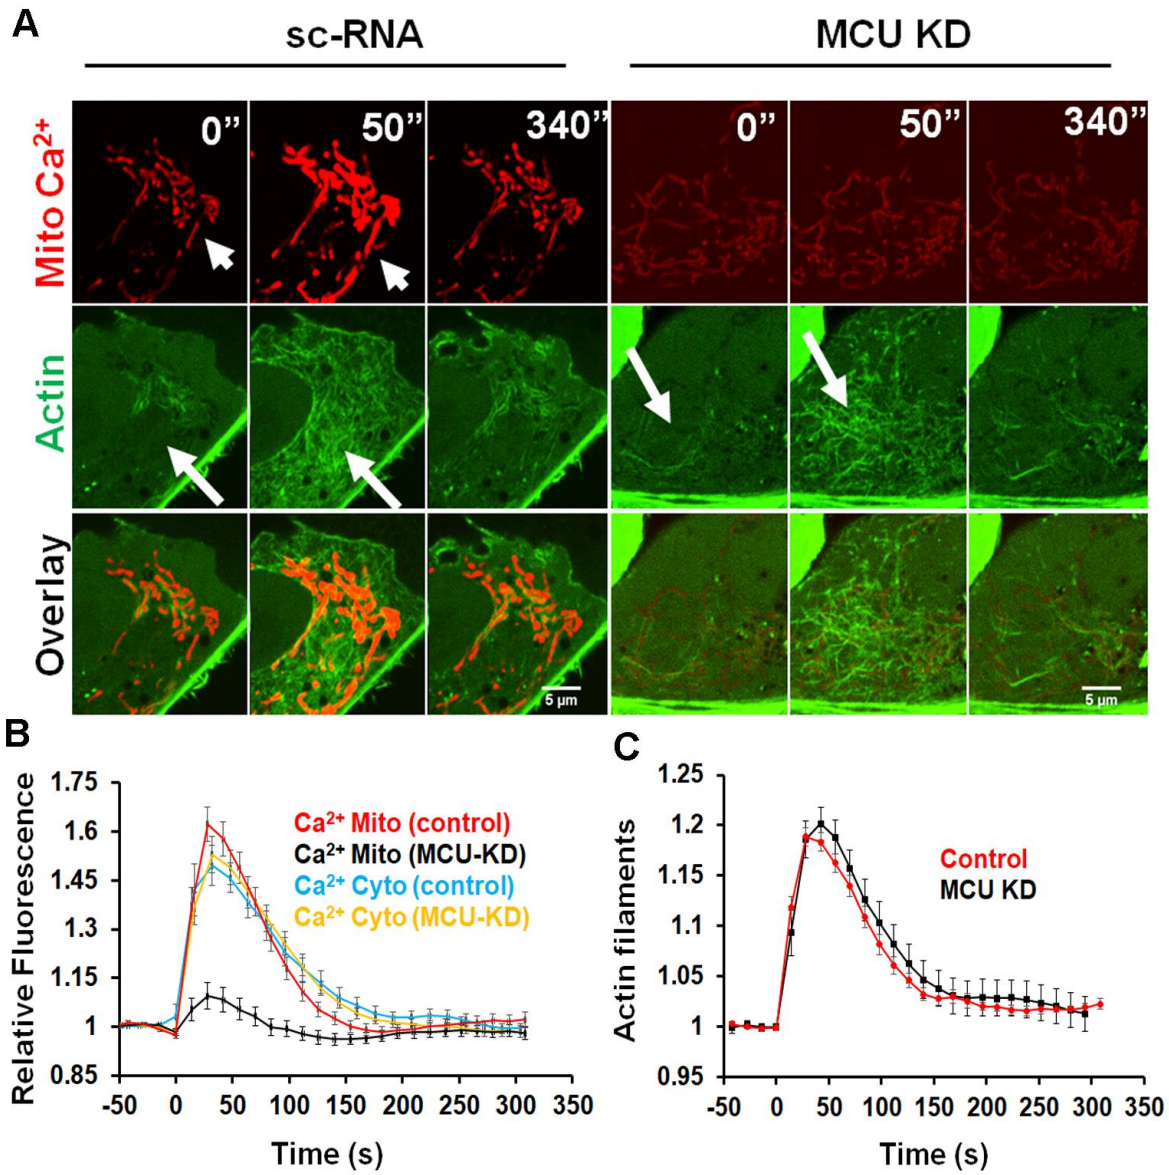 A
sc-RNA
MCU KD
Mito Ca²⁺
0”
50”
340”
0”
50”
340”
Actin
Overlay
5 µm
5 µm
B
Relative Fluorescence
1.75
1.6
1.45
1.3
1.15
1
0.85
Ca²⁺ Mito (control)
Ca²⁺ Mito (MCU-KD)
Ca²⁺ Cyto (control)
Ca²⁺ Cyto (MCU-KD)
-50 0 50 100 150 200 250 300 350
Time (s)
C
Actin filaments
1.25
1.2
1.15
1.1
1.05
1
0.95
Control
MCU KD
-50 0 50 100 150 200 250 300 350
Time (s)